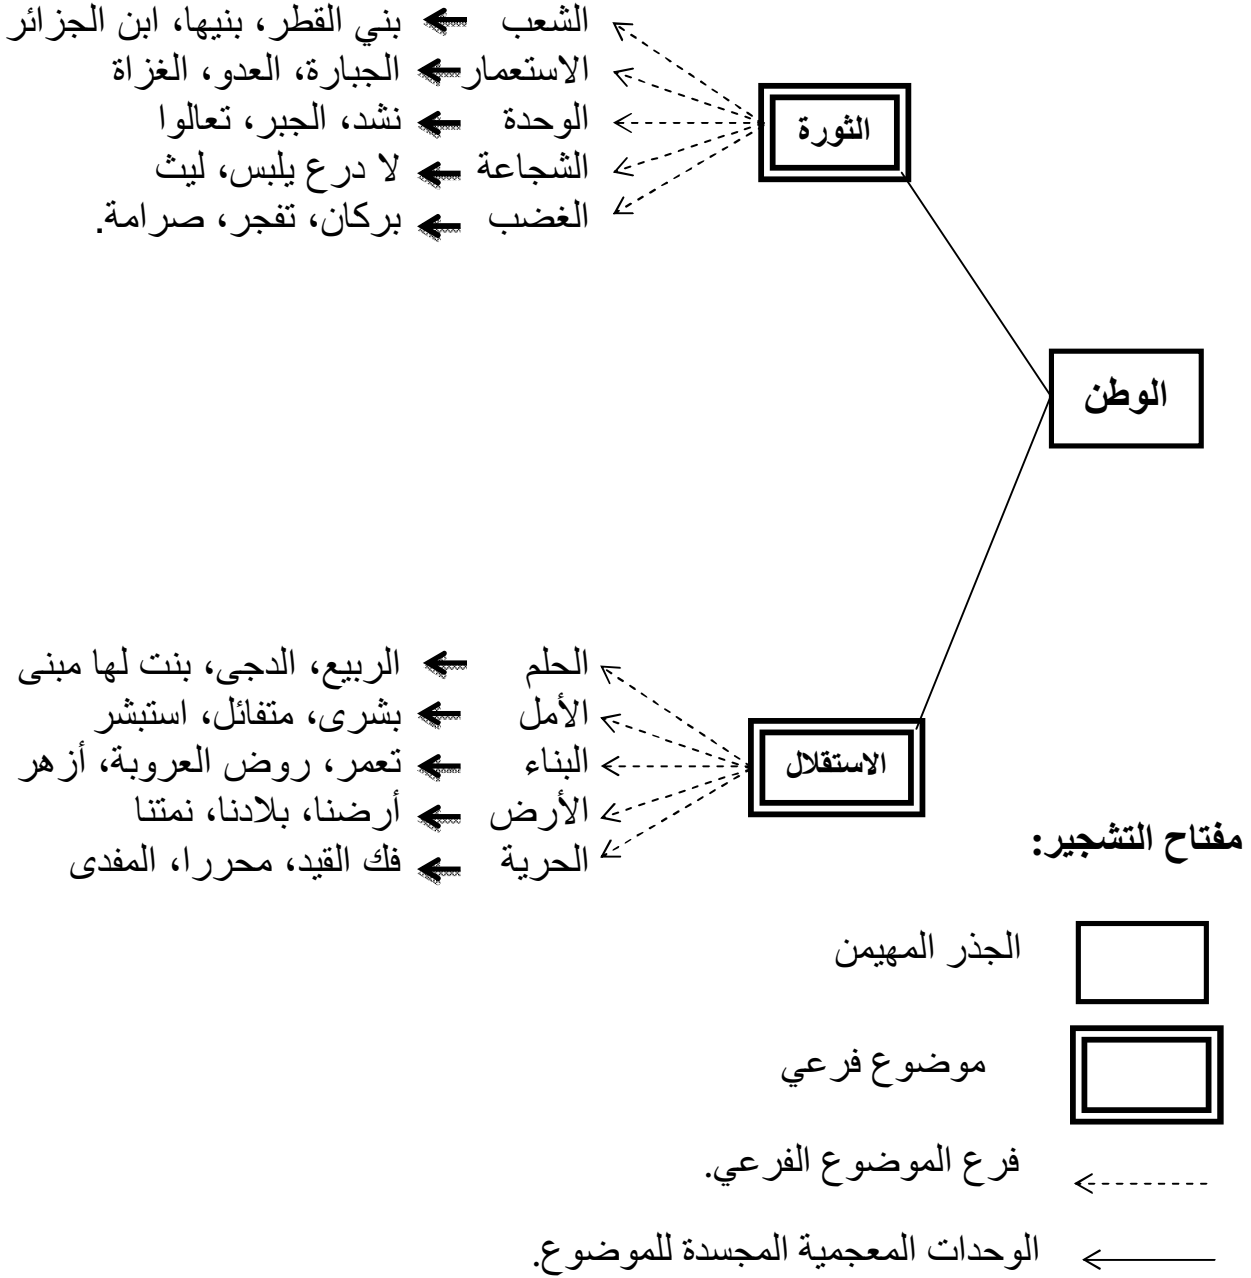 الشعب بني القطر، بنيها، ابن الجزائر
الاستعمار الجبارة، العدو، الغزاة
الوحدة نشد، الجبر، تعالوا
الشجاعة لا درع يلبس، ليث
الغضب بركان، تفجر، صرامة.
الثورة
الوطن
الحلم الربيع، الدجى، بنت لها مبنى
الأمل بشرى، متفائل، استبشر
البناء تعمر، روض العروبة، أزهر
الأرض أرضنا، بلادنا، نمتنا
الحرية فك القيد، محررا، المفدى
الاستقلال
مفتاح التشجير:
الجذر المهيمن
موضوع فرعي
فرع الموضوع الفرعي.
الوحدات المعجمية المجسدة للموضوع.